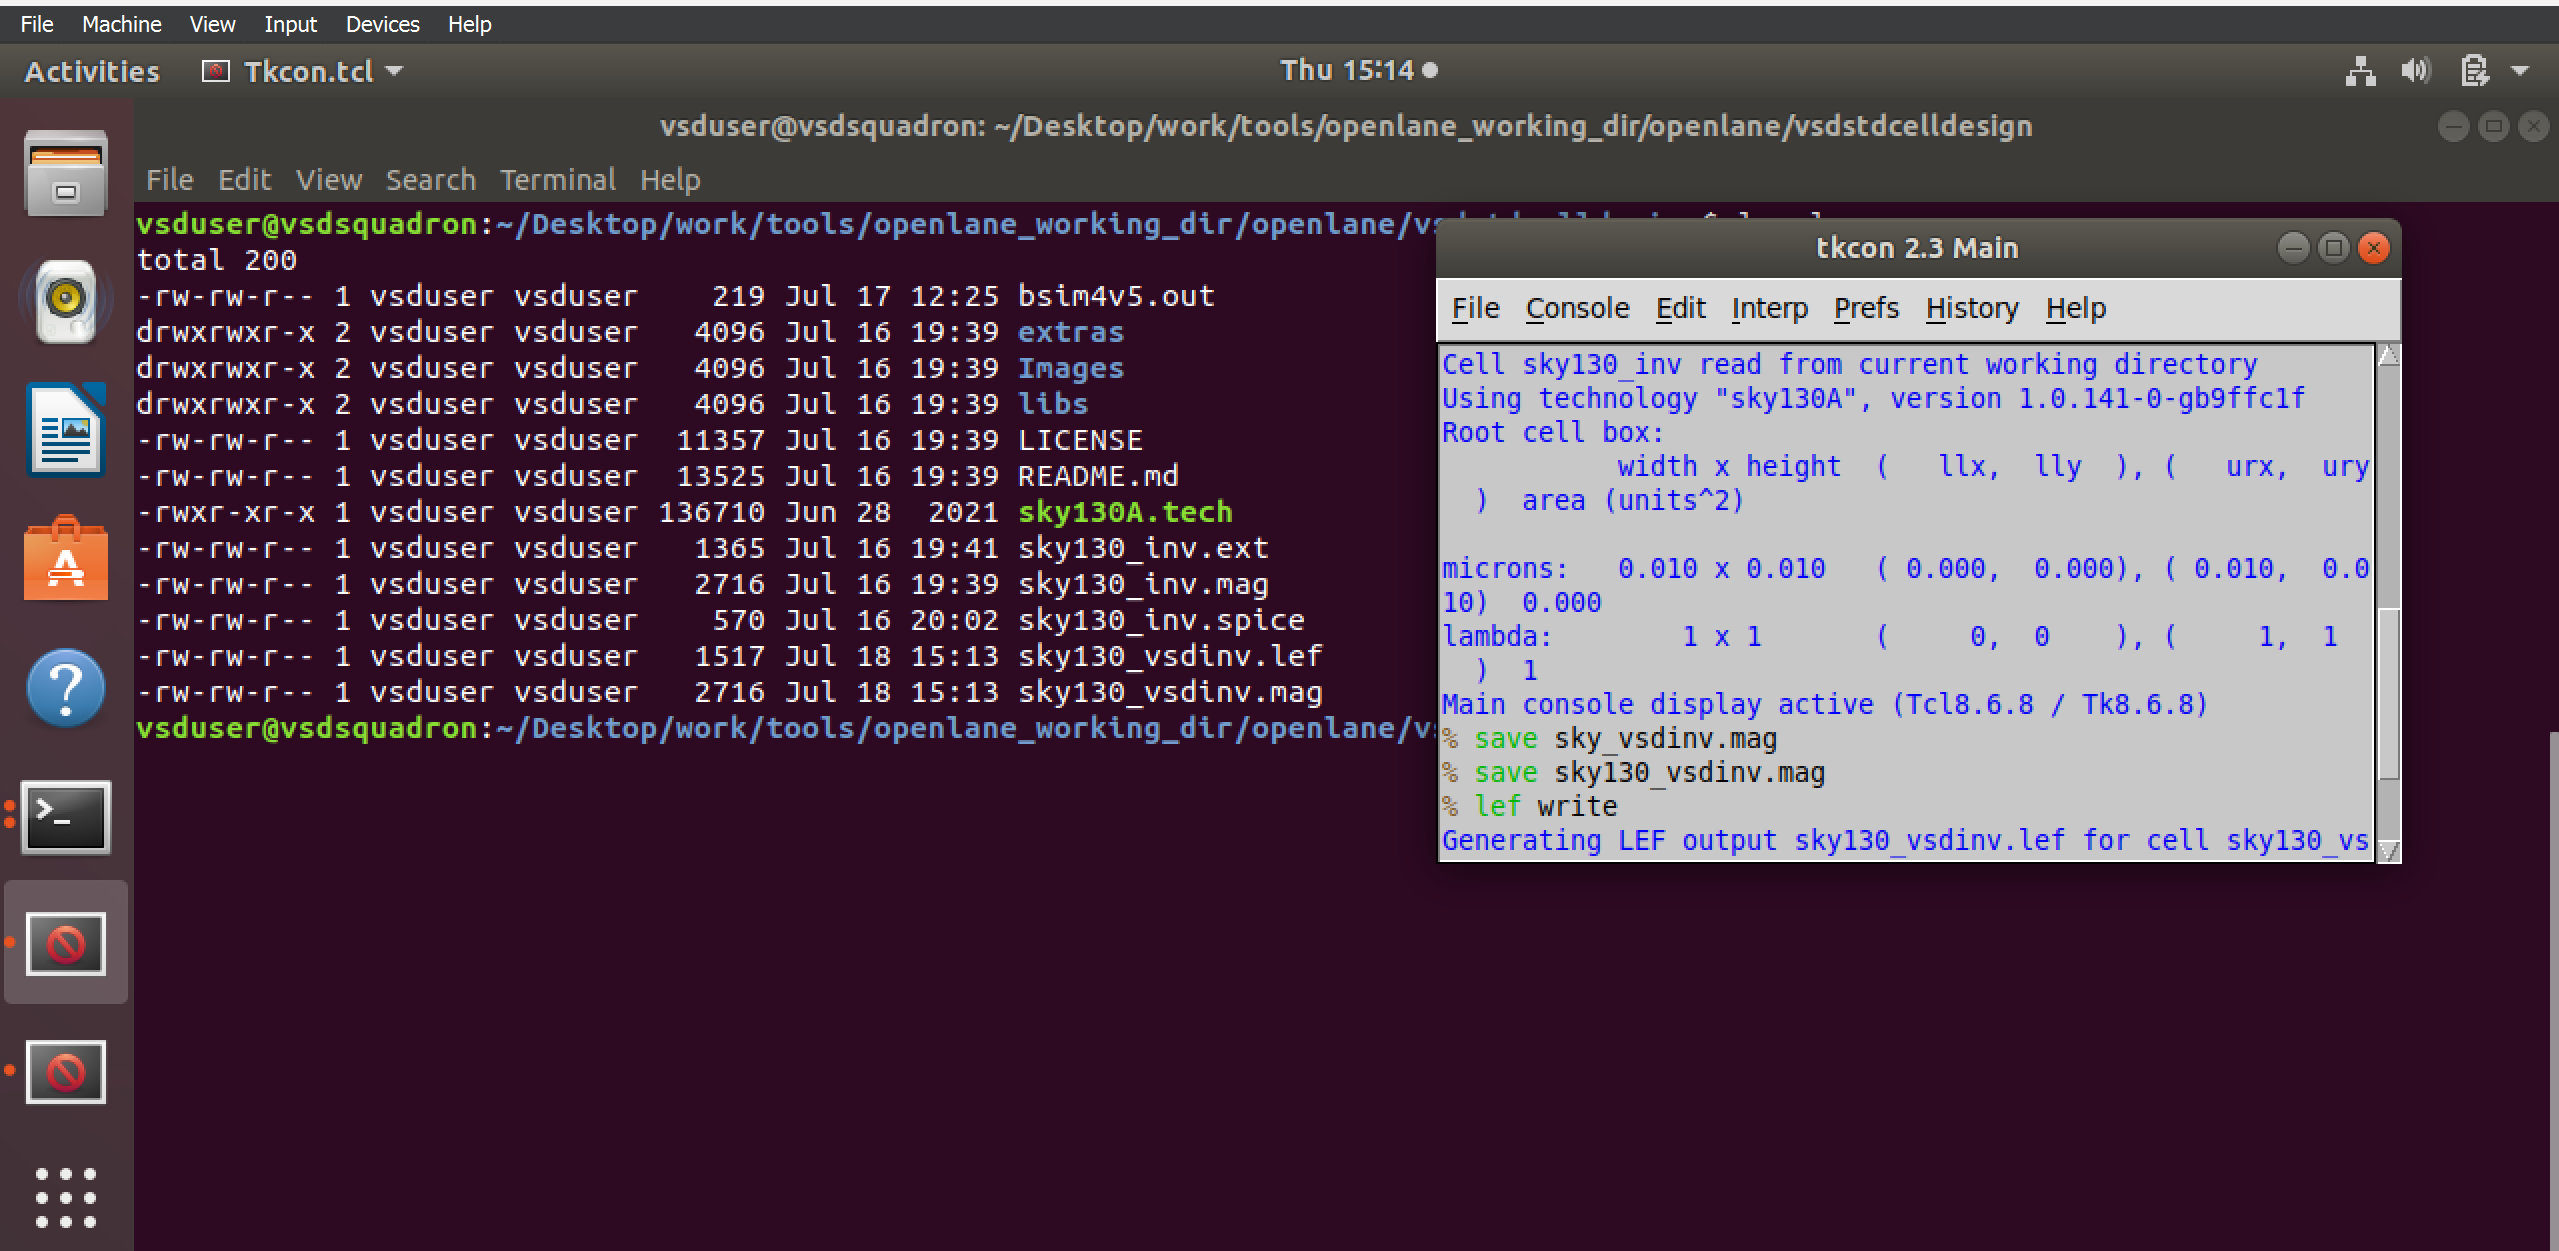 File Machine View Input Devices Help
Activities Tkcon.tcl Thu 15:14
vsduser@vsdsquadron: ~/Desktop/work/tools/openlane_working_dir/openlane/vsdstdcelldesign
File Edit View Search Terminal Help
vsduser@vsdsquadron:~/Desktop/work/tools/openlane_working_dir/openlane/vs
total 200
-rw-rw-r-- 1 vsduser vsduser 219 Jul 17 12:25 bsim4v5.out
drwxrwxr-x 2 vsduser vsduser 4096 Jul 16 19:39 extras
drwxrwxr-x 2 vsduser vsduser 4096 Jul 16 19:39 Images
drwxrwxr-x 2 vsduser vsduser 4096 Jul 16 19:39 libs
-rw-rw-r-- 1 vsduser vsduser 11357 Jul 16 19:39 LICENSE
-rw-rw-r-- 1 vsduser vsduser 13525 Jul 16 19:39 README.md
-rwxr-xr-x 1 vsduser vsduser 136710 Jun 28 2021 sky130A.tech
-rw-rw-r-- 1 vsduser vsduser 1365 Jul 16 19:41 sky130_inv.ext
-rw-rw-r-- 1 vsduser vsduser 2716 Jul 16 19:39 sky130_inv.mag
-rw-rw-r-- 1 vsduser vsduser 570 Jul 16 20:02 sky130_inv.spice
-rw-rw-r-- 1 vsduser vsduser 1517 Jul 18 15:13 sky130_vsdinv.lef
-rw-rw-r-- 1 vsduser vsduser 2716 Jul 18 15:13 sky130_vsdinv.mag
vsduser@vsdsquadron:~/Desktop/work/tools/openlane_working_dir/openlane/vs
tkcon 2.3 Main
File Console Edit Interp Prefs History Help
Cell sky130_inv read from current working directory
Using technology "sky130A", version 1.0.141-0-gb9ffc1f
Root cell box:
width x height ( llx, lly ), ( urx, ury
) area (units^2)
microns: 0.010 x 0.010 ( 0.000, 0.000), ( 0.010, 0.0
10) 0.000
lambda: 1 x 1 ( 0, 0 ), ( 1, 1
) 1
Main console display active (Tcl8.6.8 / Tk8.6.8)
% save sky_vsdinv.mag
% save sky130_vsdinv.mag
% lef write
Generating LEF output sky130_vsdinv.lef for cell sky130_vs